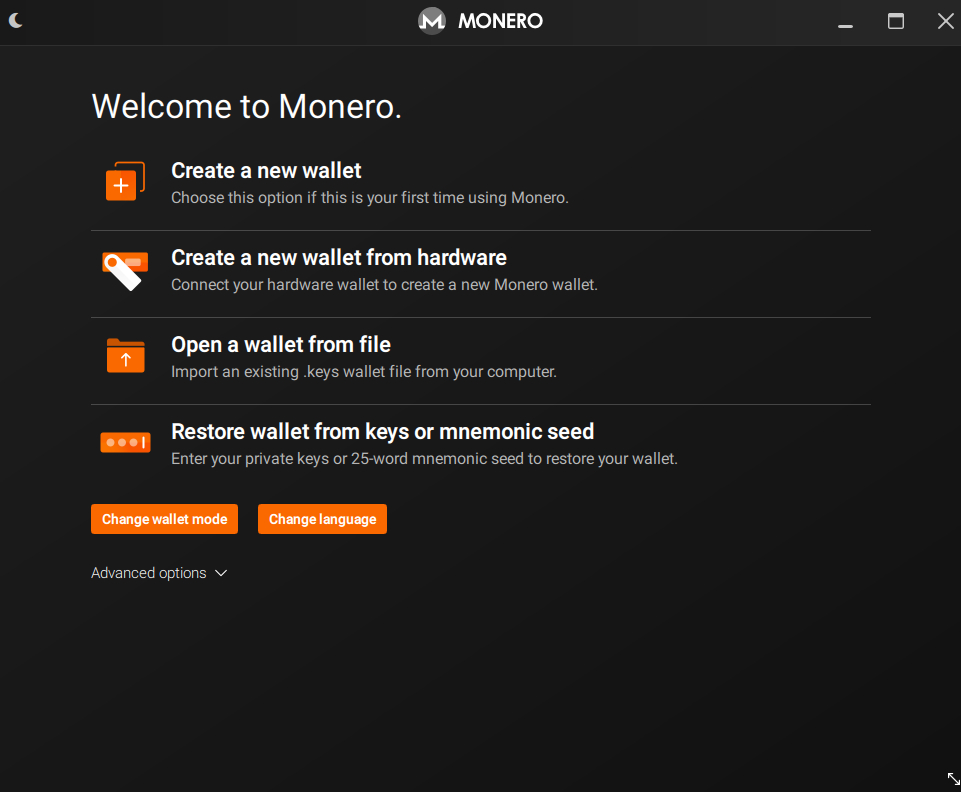 MONERO
Welcome to Monero.
Create a new wallet
Choose this option if this is your first time using Monero.
Create a new wallet from hardware
Connect your hardware wallet to create a new Monero wallet.
Open a wallet from file
Import an existing .keys wallet file from your computer.
Restore wallet from keys or mnemonic seed
Enter your private keys or 25-word mnemonic seed to restore your wallet.
Change wallet mode
Change language
Advanced options